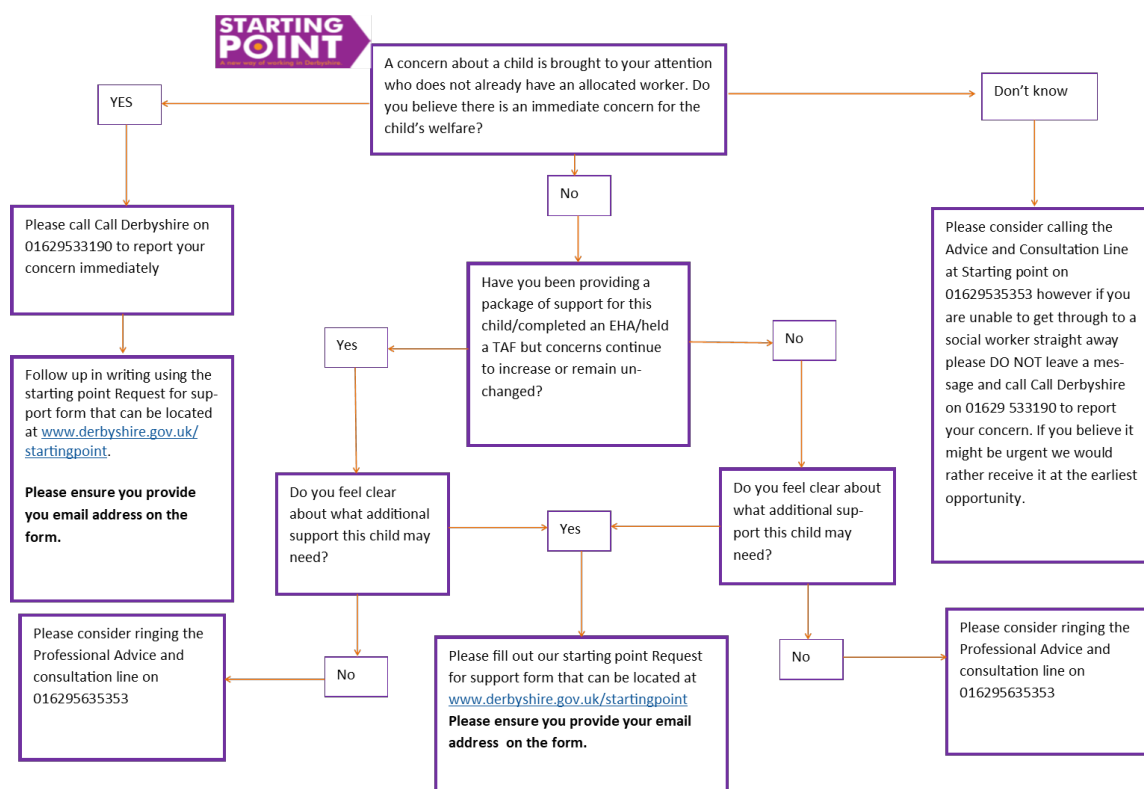 STARTING
POINT
A new way of working in Derbyshire.
A concern about a child is brought to your attention
who does not already have an allocated worker. Do
you believe there is an immediate concern for the
child's welfare?
YES
Don't know
No
Please call Call Derbyshire on
01629533190 to report your
concern immediately
Please consider calling the
Advice and Consultation Line
at Starting point on
01629535353 however if you
are unable to get through to a
social worker straight away
please DO NOT leave a mes-
sage and call Call Derbyshire
on 01629 533190 to report
your concern. If you believe it
might be urgent we would
rather receive it at the earliest
opportunity.
Have you been providing a
package of support for this
child/completed an EHA/held
a TAF but concerns continue
to increase or remain un-
changed?
Yes
No
Follow up in writing using the
starting point Request for sup-
port form that can be located
at www.derbyshire.gov.uk/
startingpoint.
Please ensure you provide
you email address on the
form.
Do you feel clear
about what additional
support this child may
need?
Yes
Do you feel clear about
what additional sup-
port this child may
need?
Please consider ringing the
Professional Advice and
consultation line on
016295635353
No
Please fill out our starting point Request
for support form that can be located at
www.derbyshire.gov.uk/startingpoint
Please ensure you provide your email
address  on the form.
No
Please consider ringing the
Professional Advice and
consultation line on
016295635353